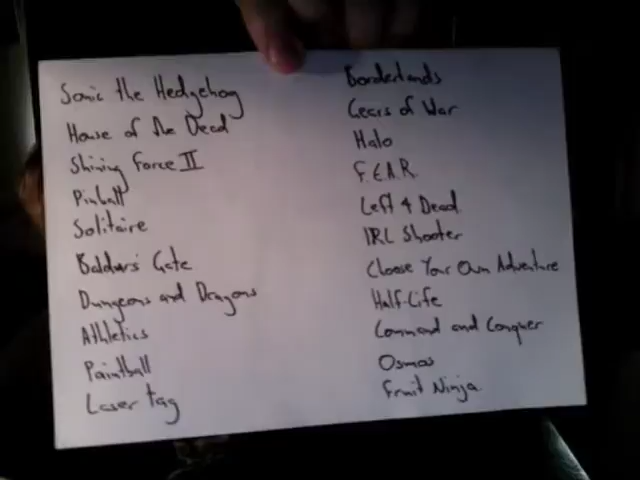 Sonic the Hedgehog
House of the Dead
Shining Force II
Pinball
Solitaire
Baldurs Gate
Dungeons and Dragons
Athletics
Paintball
Laser tag
Borderlands
Gears of War
Halo
F.E.A.R.
Left 4 Dead
IRL Shooter
Choose Your Own Adventure
Half-Life
Command and Conquer
Osmos
Fruit Ninja.